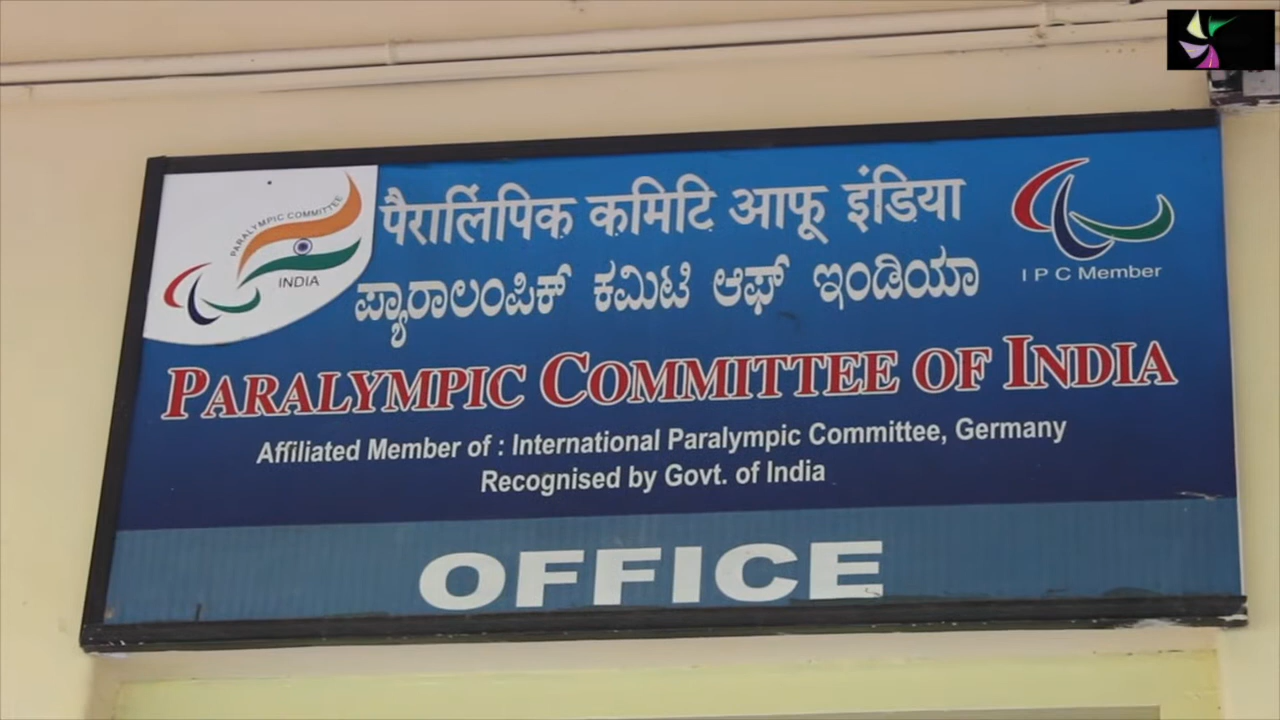 PARALYMPIC COMMITTEE
INDIA
पैरार्लिपिक कमिटि आफू इंडिया
ಪ್ಯಾರಾಲಂಪಿಕ್ ಕಮಿಟಿ ಆಫ್ ಇಂಡಿಯಾ
I P C Member
PARALYMPIC COMMITTEE OF INDIA
Affiliated Member of : International Paralympic Committee, Germany
Recognised by Govt. of India
OFFICE